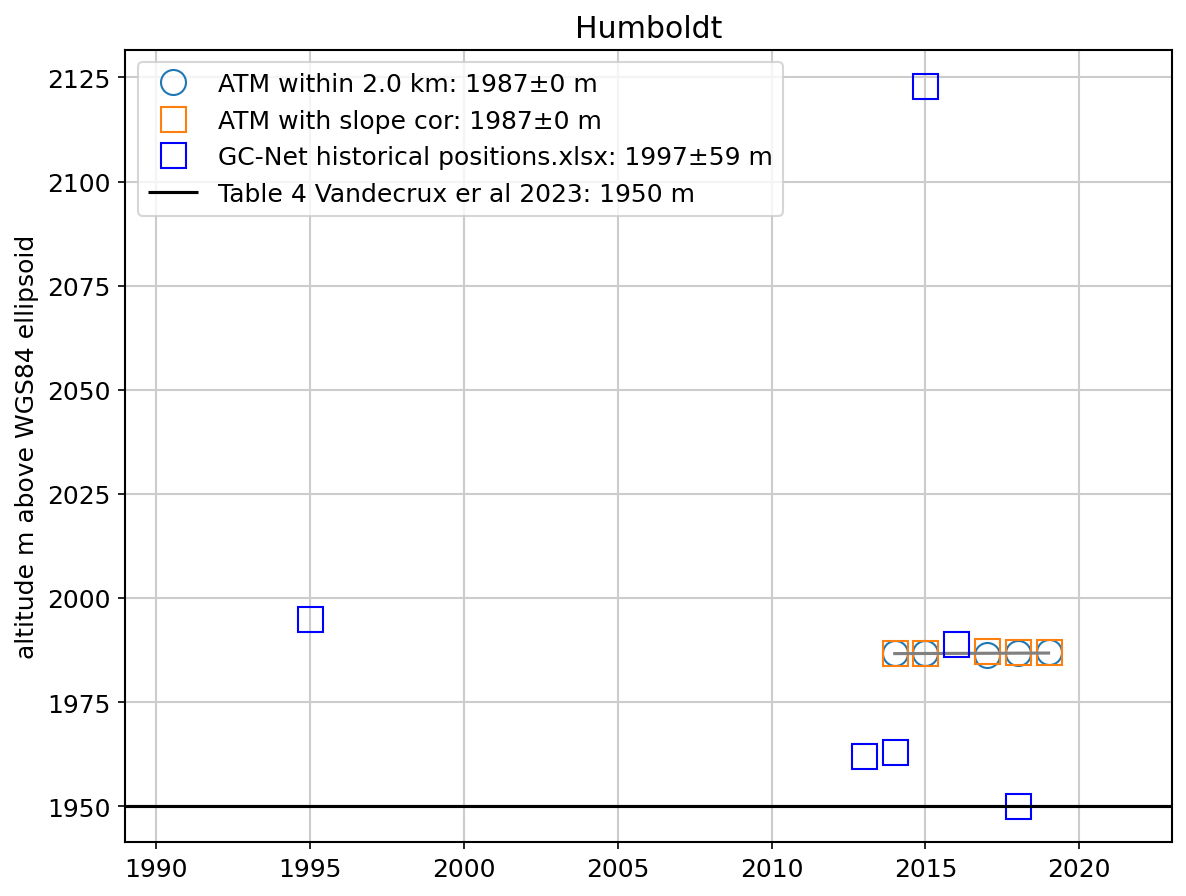 Humboldt
ATM within 2.0 km: 1987±0 m
ATM with slope cor: 1987±0 m
GC-Net historical positions.xlsx: 1997±59 m
Table 4 Vandecrux er al 2023: 1950 m
altitude m above WGS84 ellipsoid
2125
2100
2075
2050
2025
2000
1975
1950
1990 1995 2000 2005 2010 2015 2020